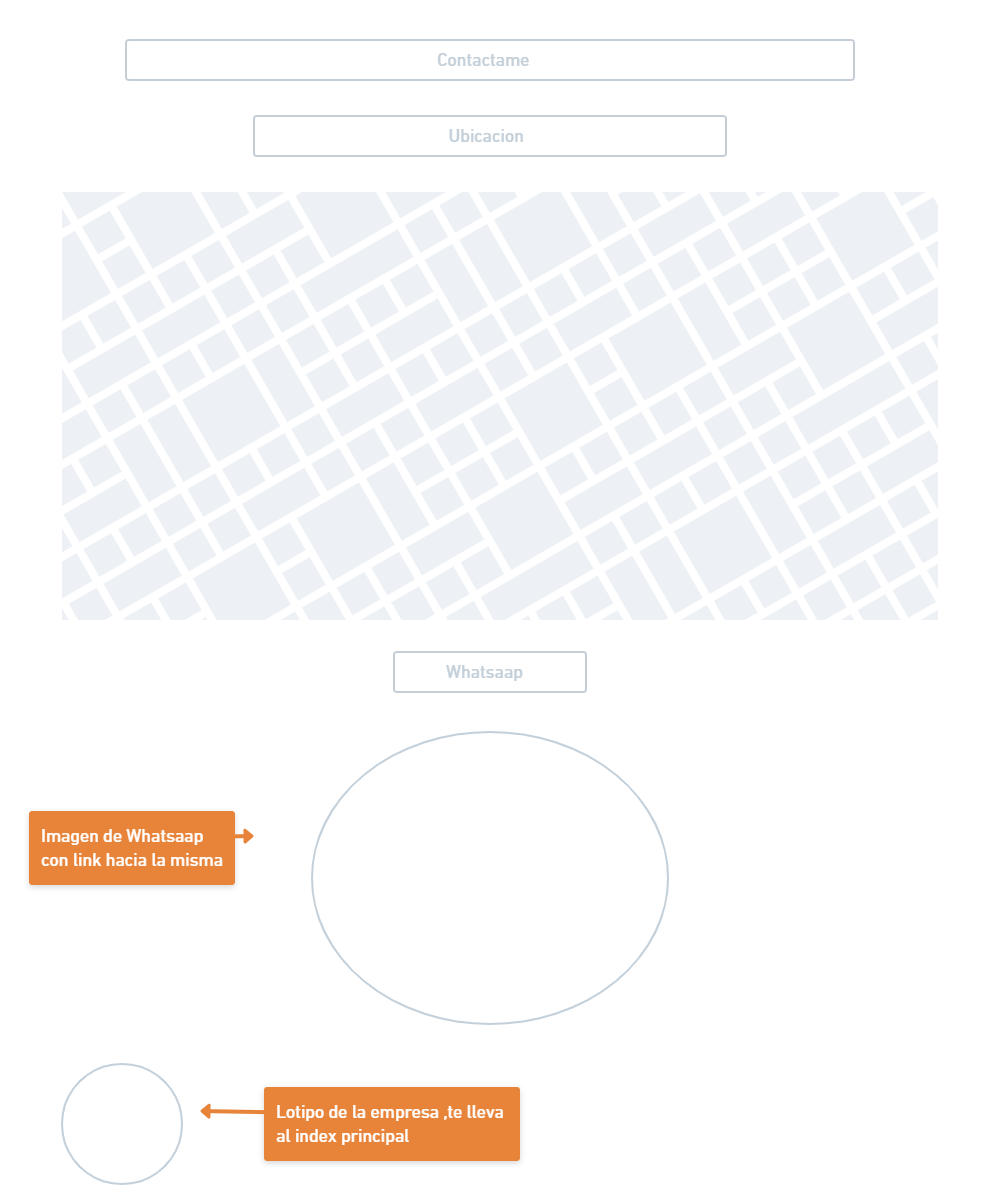 Contactame
Ubicacion
Whatsaap
Imagen de Whatsaap
con link hacia la misma
Lotipo de la empresa ,te lleva
al index principal